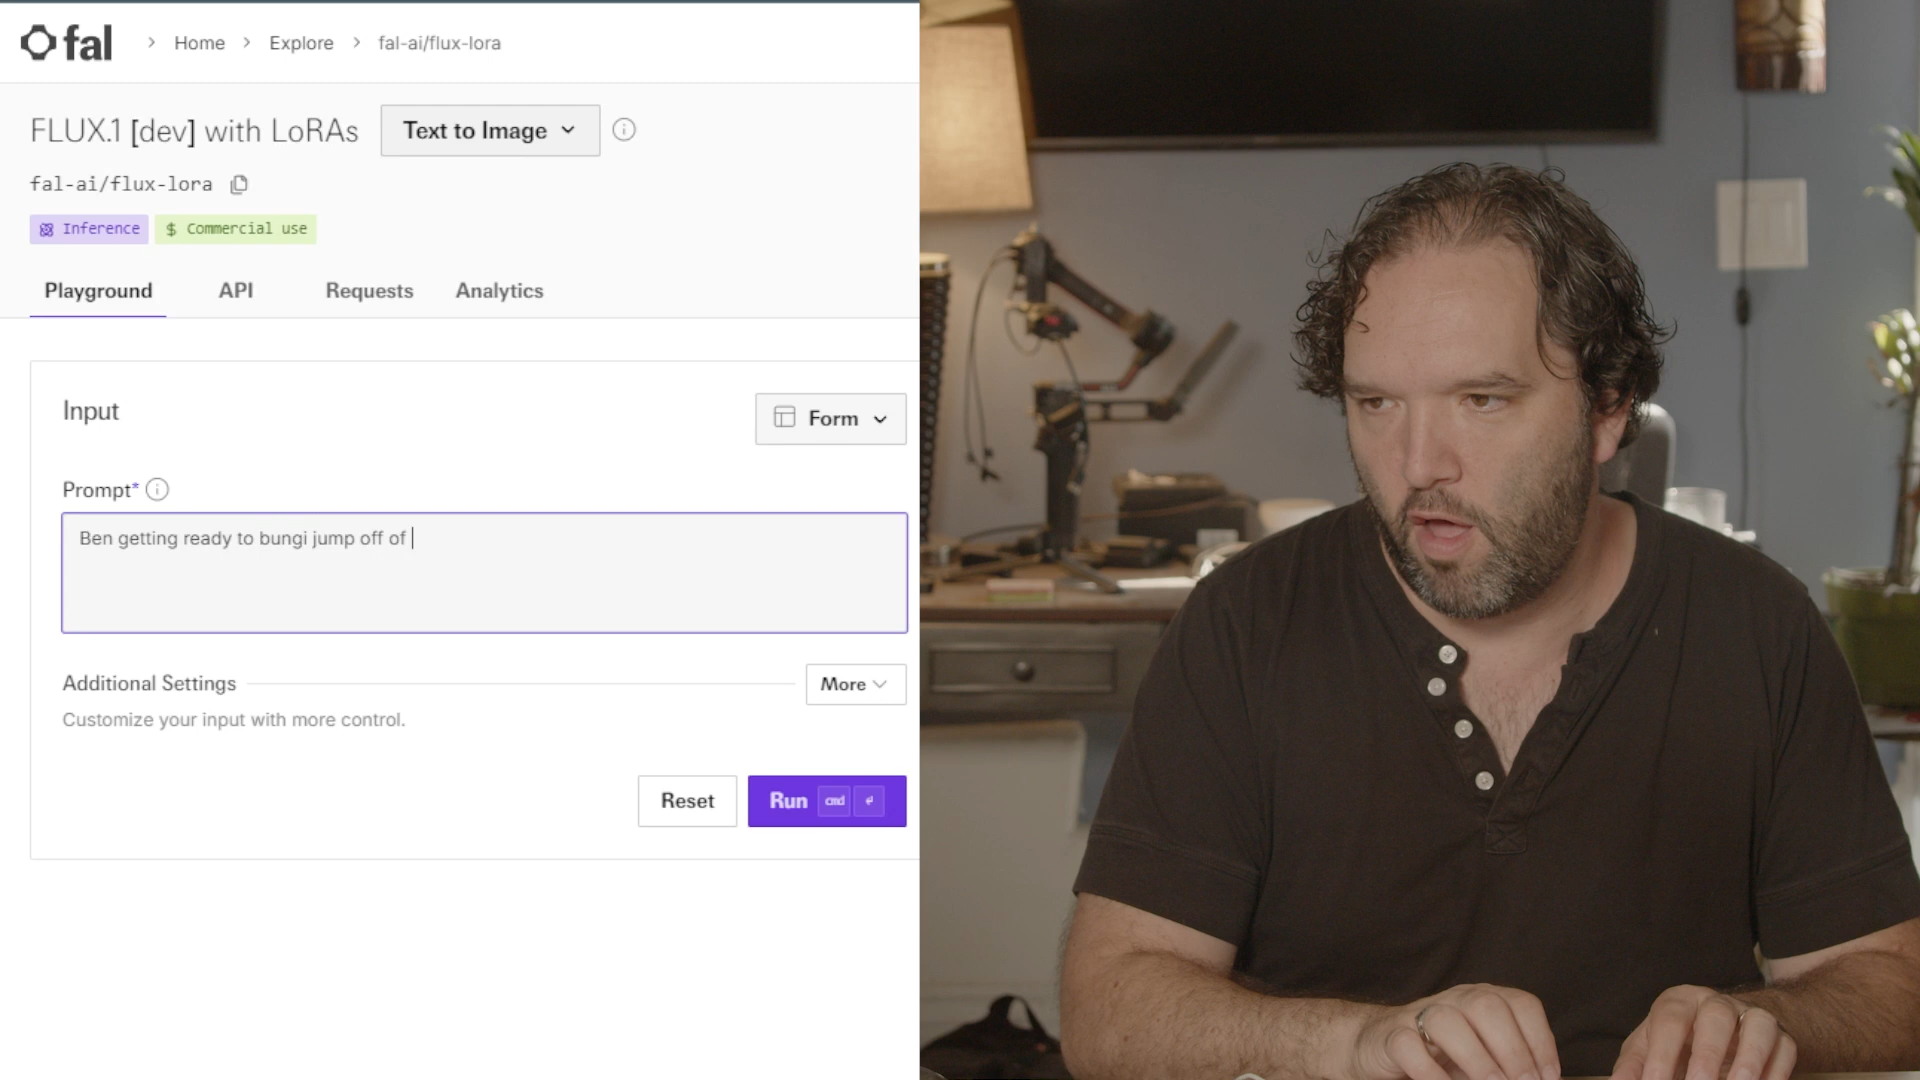 fal
Home
Explore
fal-ai/flux-lora
FLUX.1 [dev] with LoRAs
Text to Image
fal-ai/flux-lora
Inference
$ Commercial use
Playground
API
Requests
Analytics
Input
Form
Prompt*
Ben getting ready to bungi jump off of
Additional Settings
More
Customize your input with more control.
Reset
Run cmd